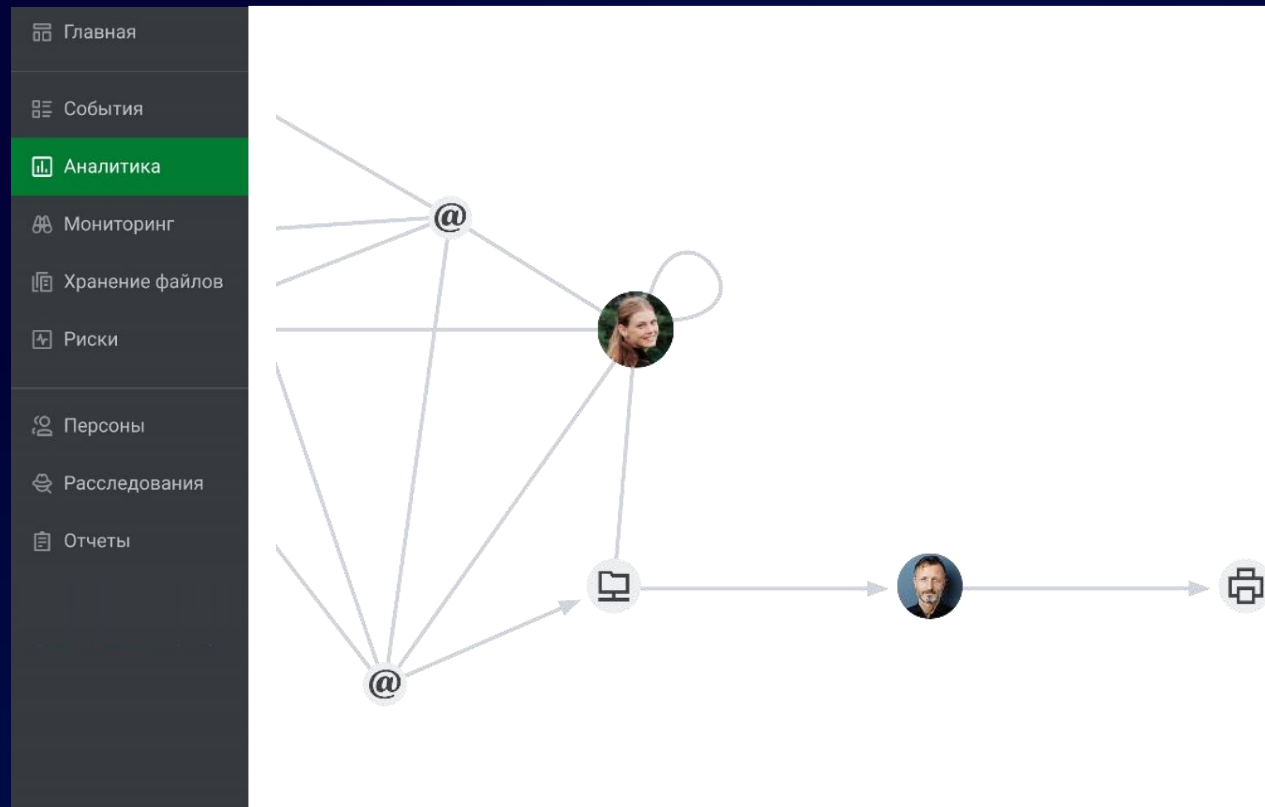 Главная
События
Аналитика
Мониторинг
Хранение файлов
Риски
Персоны
Расследования
Отчеты
@
@